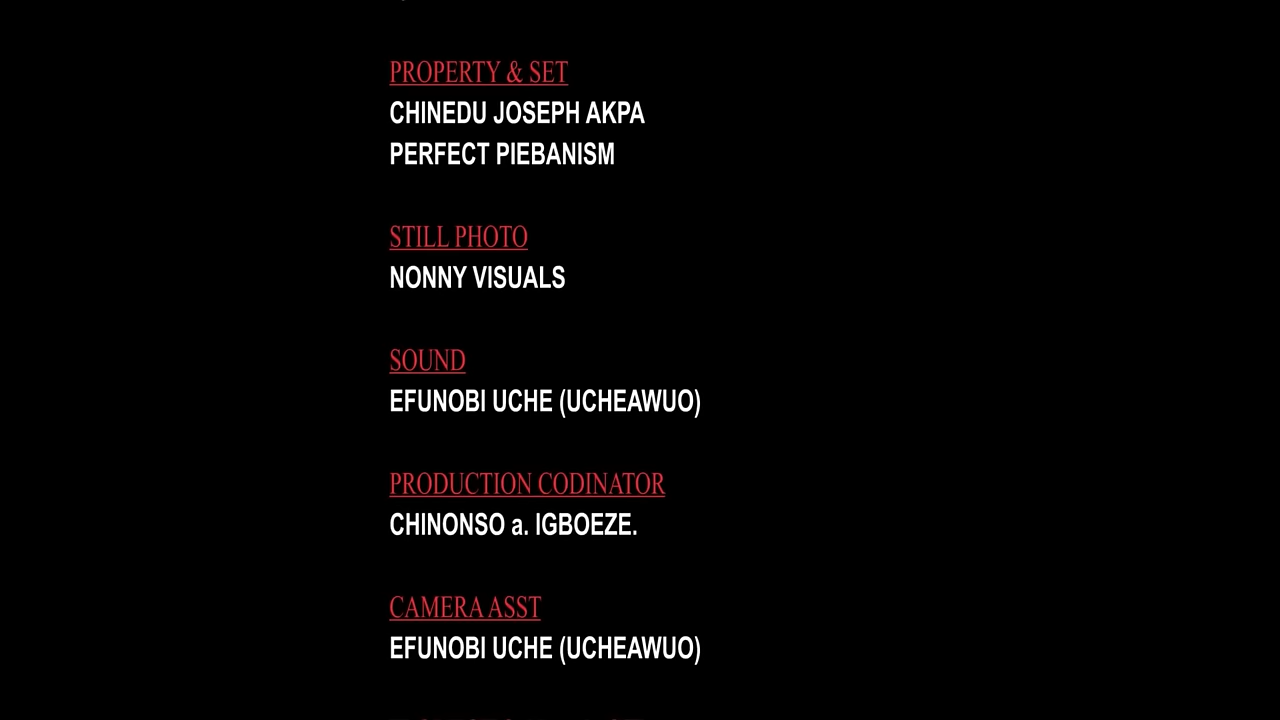 PROPERTY & SET
CHINEDU JOSEPH AKPA
PERFECT PIEBANISM
STILL PHOTO
NONNY VISUALS
SOUND
EFUNOBI UCHE (UCHEAWUO)
PRODUCTION CODINATOR
CHINONSO a. IGBOEZE.
CAMERA ASST
EFUNOBI UCHE (UCHEAWUO)